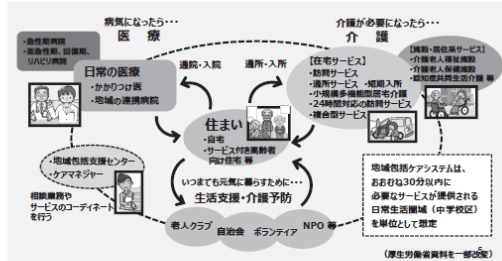 病気になったら･･･
医療
介護が必要になったら･･･
介護
・急性期病院
・亜急性期、回復期、
リハビリ病院
日常の医療
・かかりつけ医
・地域の連携病院
通院・入院
通所・入所
【在宅サービス】
・訪問サービス
・通所サービス ・短期入所
・小規模多機能型居宅介護
・24時間対応の訪問サービス
・複合型サービス 等
【施設・居住系サービス】
・介護老人福祉施設
・介護老人保健施設
・認知症共同生活介護 等
住まい
・自宅
・サービス付き高齢者
向け住宅 等
・地域包括支援センター
・ケアマネジャー
相談業務や
サービスのコーディネート
を行う
いつまでも元気に暮らすために･･･
生活支援・介護予防
老人クラブ
自治会
ボランティア
NPO 等
地域包括ケアシステムは、
おおむね30分以内に
必要なサービスが提供される
日常生活圏域（中学校区）
を単位として想定
（厚生労働省資料を一部改変）